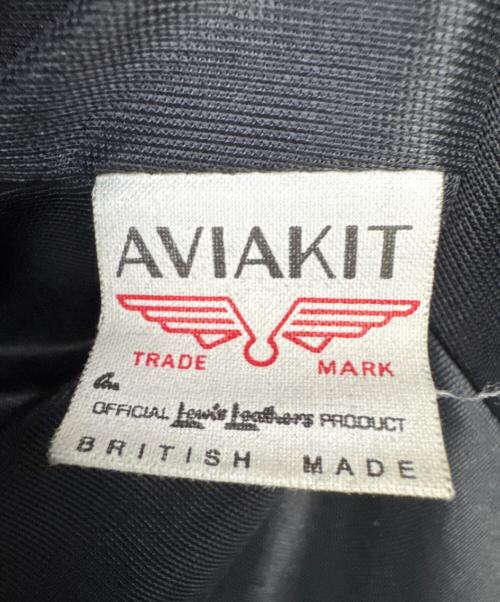 AVIAKIT
TRADE MARK
An
OFFICIAL Lewis Leathers PRODUCT
BRITISH MADE